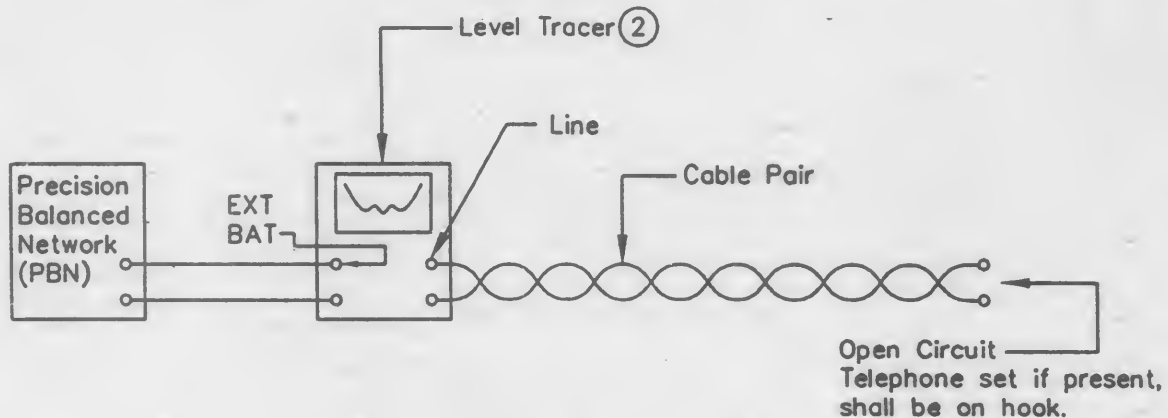 Level Tracer 2
Line
Cable Pair
Precision
Balanced
Network
(PBN)
EXT
BAT
Open Circuit
Telephone set if present,
shall be on hook.